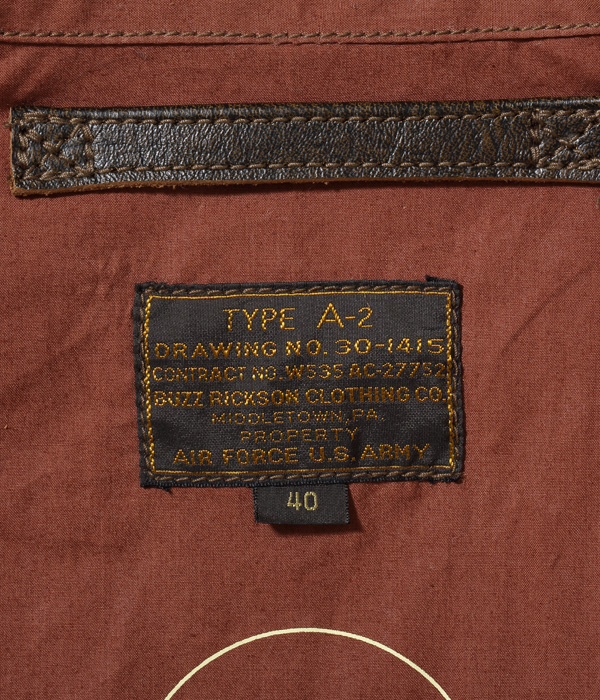 TYPE A-2
DRAWING NO. 30-1415
CONTRACT NO. W535 AC-27752
BUZZ RICKSON CLOTHING CO.
MIDDLETOWN, PA.
PROPERTY
AIR FORCE U.S. ARMY
40